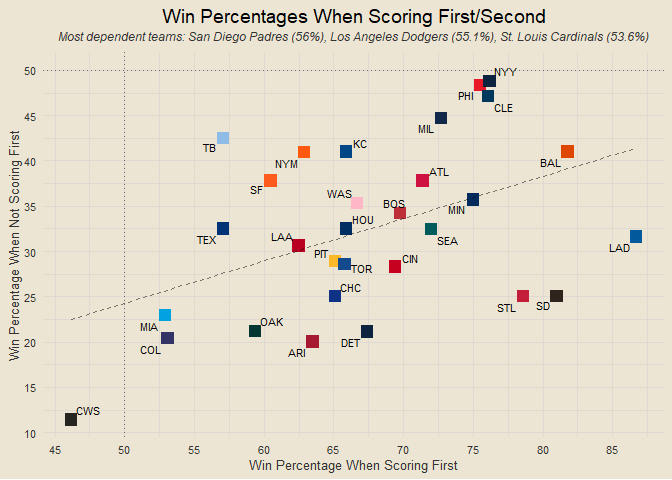 Win Percentages When Scoring First/Second
Most dependent teams: San Diego Padres (56%), Los Angeles Dodgers (55.1%), St. Louis Cardinals (53.6%)
Win Percentage When Not Scoring First
50
45
40
35
30
25
20
15
10
NYY
PHI
CLE
MIL
TB
KC
NYM
BAL
SF
ATL
WAS
BOS
MIN
HOU
TEX
LAA
SEA
LAD
PIT
TOR
CIN
CHC
STL
SD
MIA
COL
OAK
ARI
DET
CWS
45
50
55
60
65
70
75
80
85
Win Percentage When Scoring First